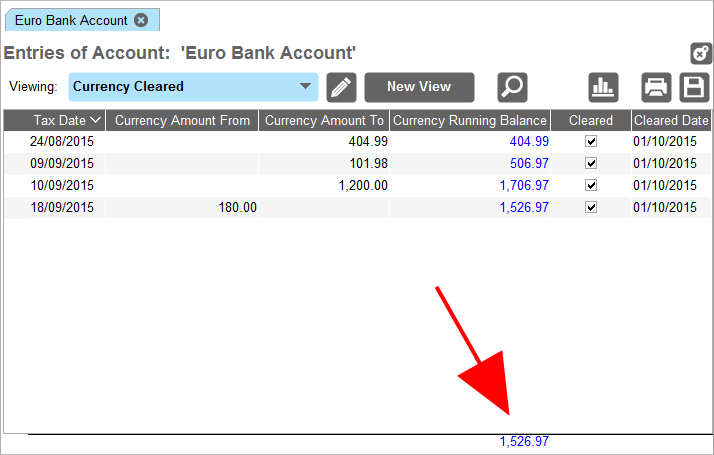 Euro Bank Account
Entries of Account: 'Euro Bank Account'
Viewing: Currency Cleared New View
Tax Date Currency Amount From Currency Amount To Currency Running Balance Cleared Cleared Date
24/08/2015 404.99 404.99 01/10/2015
09/09/2015 101.98 506.97 01/10/2015
10/09/2015 1,200.00 1,706.97 01/10/2015
18/09/2015 180.00 1,526.97 01/10/2015
1,526.97